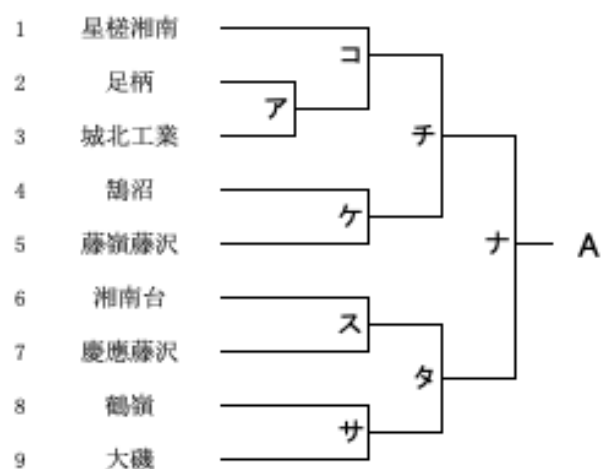 1 星槎湘南
コ
2 足柄
ア
3 城北工業
チ
4 鵠沼
ケ
5 藤嶺藤沢
ナ A
6 湘南台
ス
7 慶應藤沢
タ
8 鶴嶺
サ
9 大磯